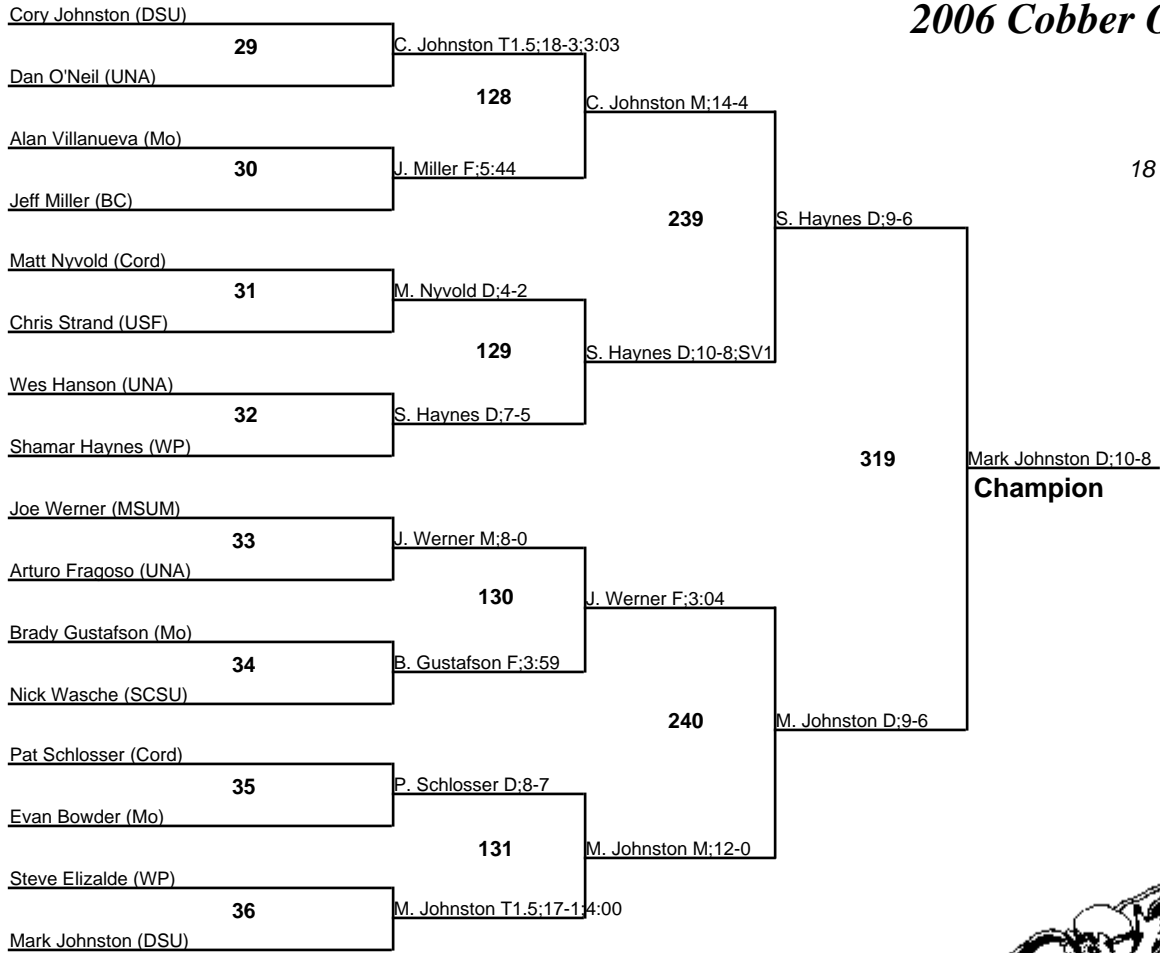 2006 Cobber
Cory Johnston (DSU)
29
C. Johnston T1.5;18-3;3:03
Dan O'Neil (UNA)
128
C. Johnston M;14-4
Alan Villanueva (Mo)
30
J. Miller F;5:44
18
Jeff Miller (BC)
239
S. Haynes D;9-6
Matt Nyvold (Cord)
31
M. Nyvold D;4-2
Chris Strand (USF)
129
S. Haynes D;10-8;SV1
Wes Hanson (UNA)
32
S. Haynes D;7-5
Shamar Haynes (WP)
319
Mark Johnston D;10-8
Champion
Joe Werner (MSUM)
33
J. Werner M;8-0
Arturo Fragoso (UNA)
130
J. Werner F;3:04
Brady Gustafson (Mo)
34
B. Gustafson F;3:59
Nick Wasche (SCSU)
240
M. Johnston D;9-6
Pat Schlosser (Cord)
35
P. Schlosser D;8-7
Evan Bowder (Mo)
131
M. Johnston M;12-0
Steve Elizalde (WP)
36
M. Johnston T1.5;17-1;4:00
Mark Johnston (DSU)